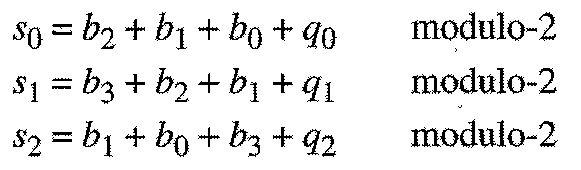 s₀ = b₂ + b₁ + b₀ + q₀ modulo-2
s₁ = b₃ + b₂ + b₁ + q₁ modulo-2
s₂ = b₁ + b₀ + b₃ + q₂ modulo-2